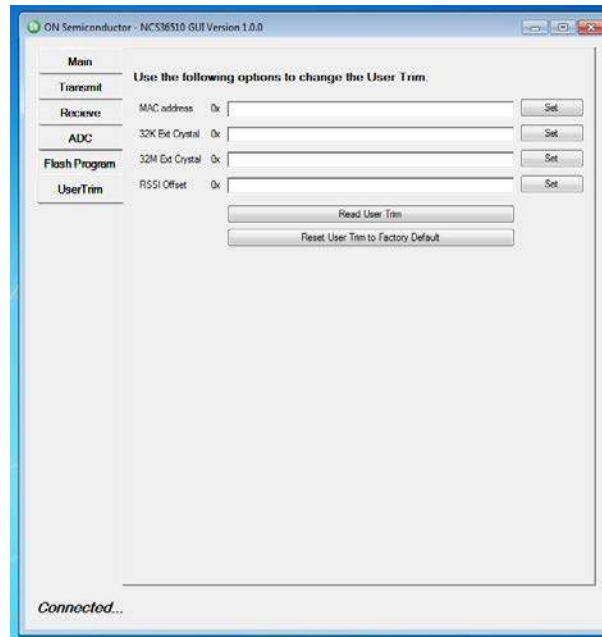 ON Semiconductor - NCS36510 GUI Version 1.0.0
Main
Transmit
Recieve
ADC
Flash Program
UserTrim
Use the following options to change the User Trim.
MAC address 0x Set
32K Ext Crystal 0x Set
32M Ext Crystal 0x Set
RSSI Offset 0x Set
Read User Trim
Reset User Trim to Factory Default
Connected...